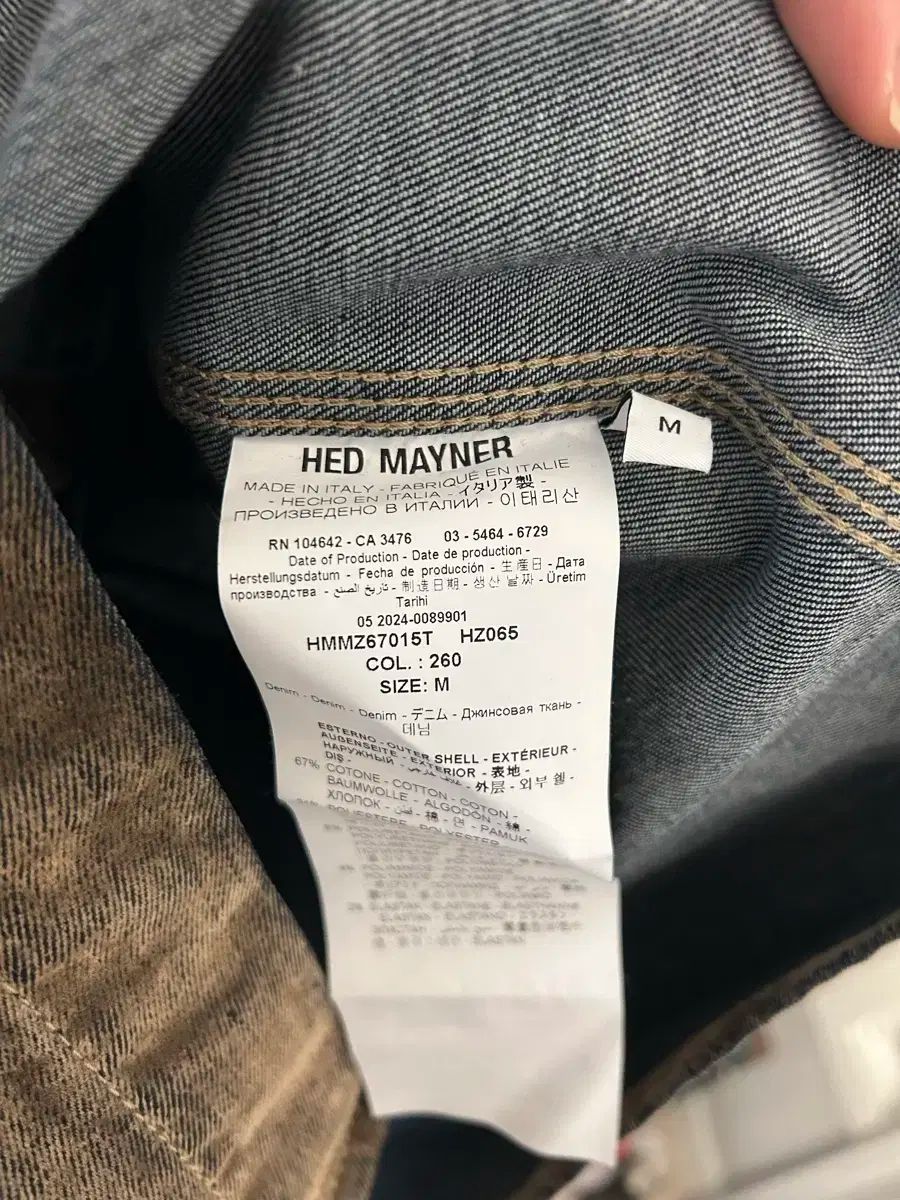 M
HED MAYNER
MADE IN ITALY - FABRIQUÉ EN ITALIE
- HECHO EN ITALIA - イタリア製 -
ПРОИЗВЕДЕНО В ИТАЛИИ - 이태리산
RN 104642 - CA 3476 03 - 5464 - 6729
Date of Production - Date de production -
Herstellungsdatum - Fecha de producción - 生産日 - Дата
производства - تاريخ الصنع - 制造日期 - 생산 날짜 - Üretim
Tarihi
05 2024-0089901
HMMZ67015T HZ065
COL. : 260
SIZE: M
Denim - Denim - Denim - デニム - Джинсовая ткань -
데님
ESTERNO - OUTER SHELL - EXTÉRIEUR -
AUßENSEITE - EXTERIOR - 表地 -
НАРУЖНЫЙ - 外层 - 외부 쉘 -
DIŞ -
67% COTONE - COTTON - COTON -
BAUMWOLLE - ALGODÓN - 綿 -
ХЛОПОК - قطن - 棉 - 면 - PAMUK
POLIESTERE - POLYESTER